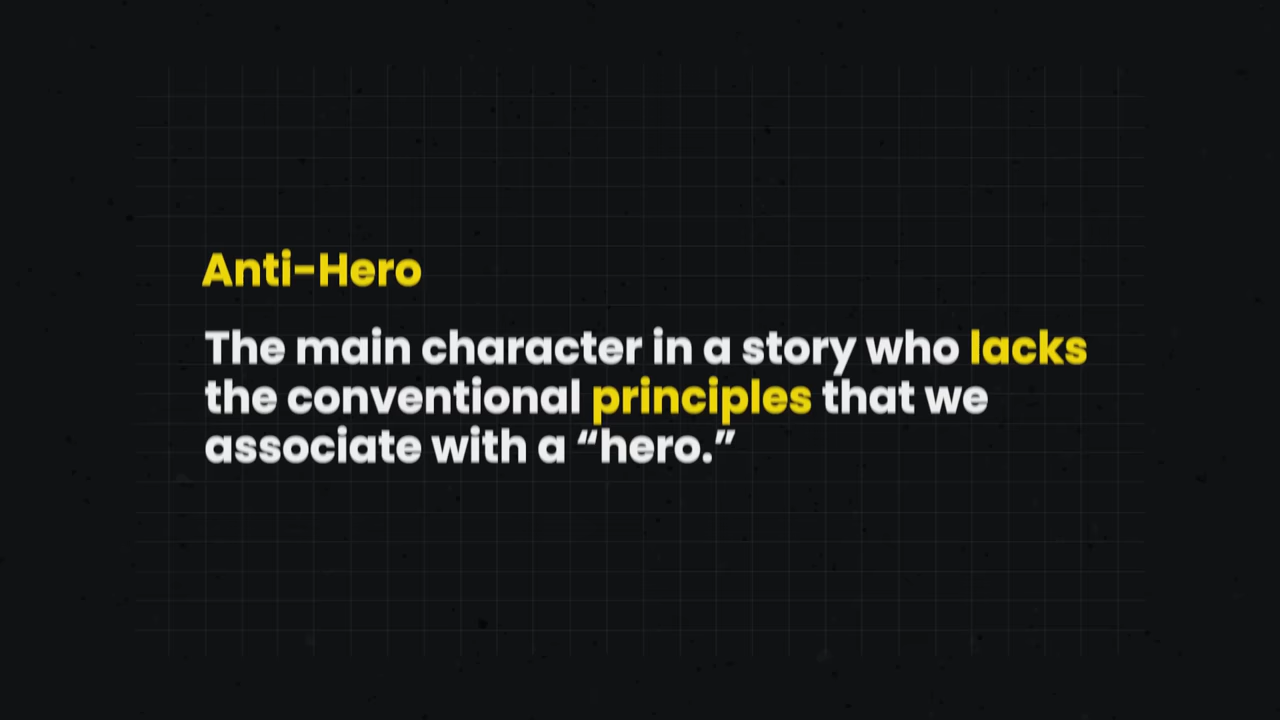 Anti-Hero
The main character in a story who lacks
the conventional principles that we
associate with a “hero.”